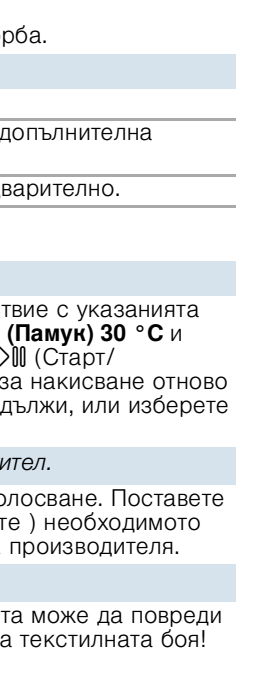 рба.
допълнителна
варително.
твие с указанията
(Памук) 30 °C и
(Старт/
за накисване отново
дължи, или изберете
ител.
олосване. Поставете
те ) необходимото
производителя.
та може да повреди
а текстилната боя!